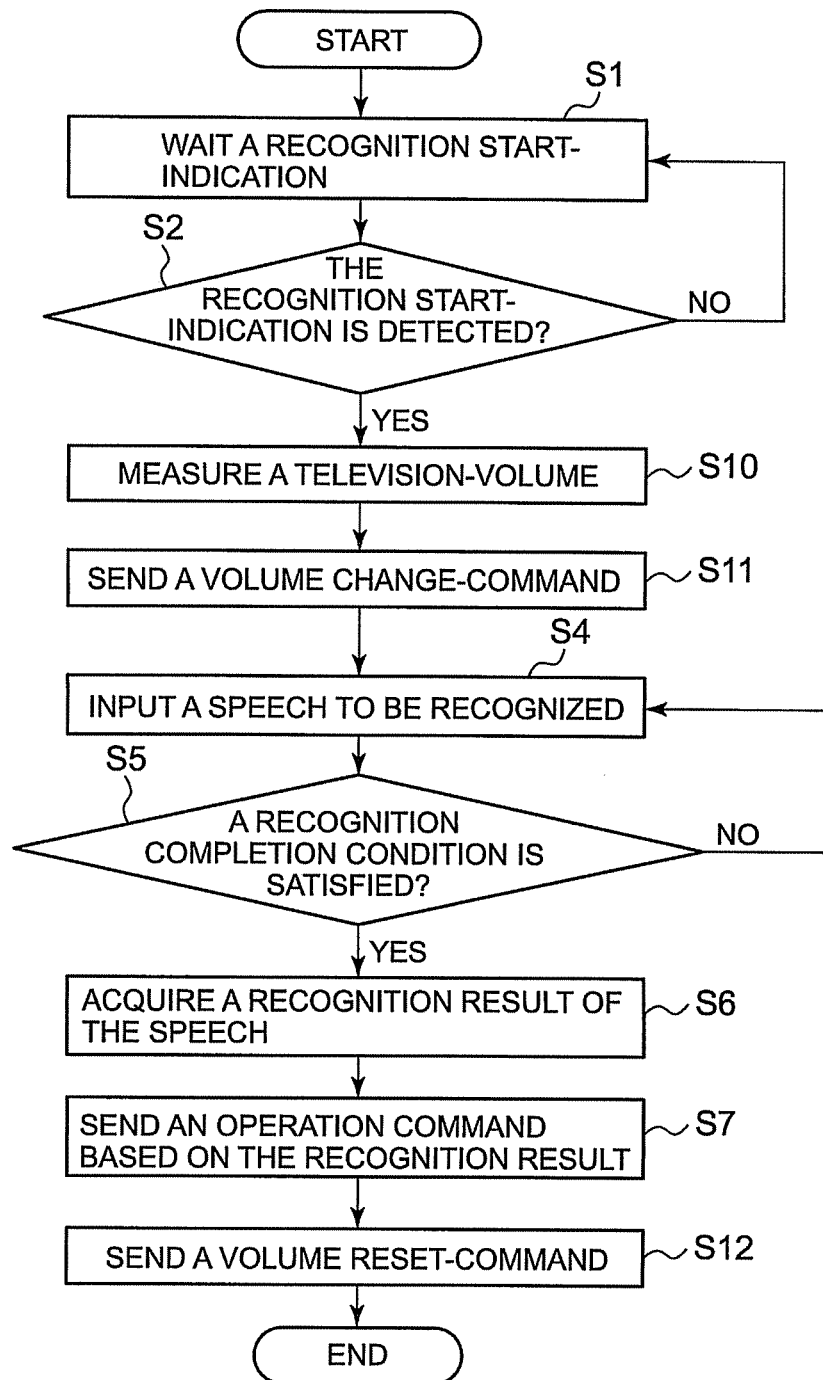 START
S1
WAIT A RECOGNITION START-
INDICATION
S2
THE
RECOGNITION START-
INDICATION IS DETECTED?
NO
YES
MEASURE A TELEVISION-VOLUME
S10
SEND A VOLUME CHANGE-COMMAND
S11
S4
INPUT A SPEECH TO BE RECOGNIZED
S5
A RECOGNITION
COMPLETION CONDITION IS
SATISFIED?
NO
YES
ACQUIRE A RECOGNITION RESULT OF
THE SPEECH
S6
SEND AN OPERATION COMMAND
BASED ON THE RECOGNITION RESULT
S7
SEND A VOLUME RESET-COMMAND
S12
END